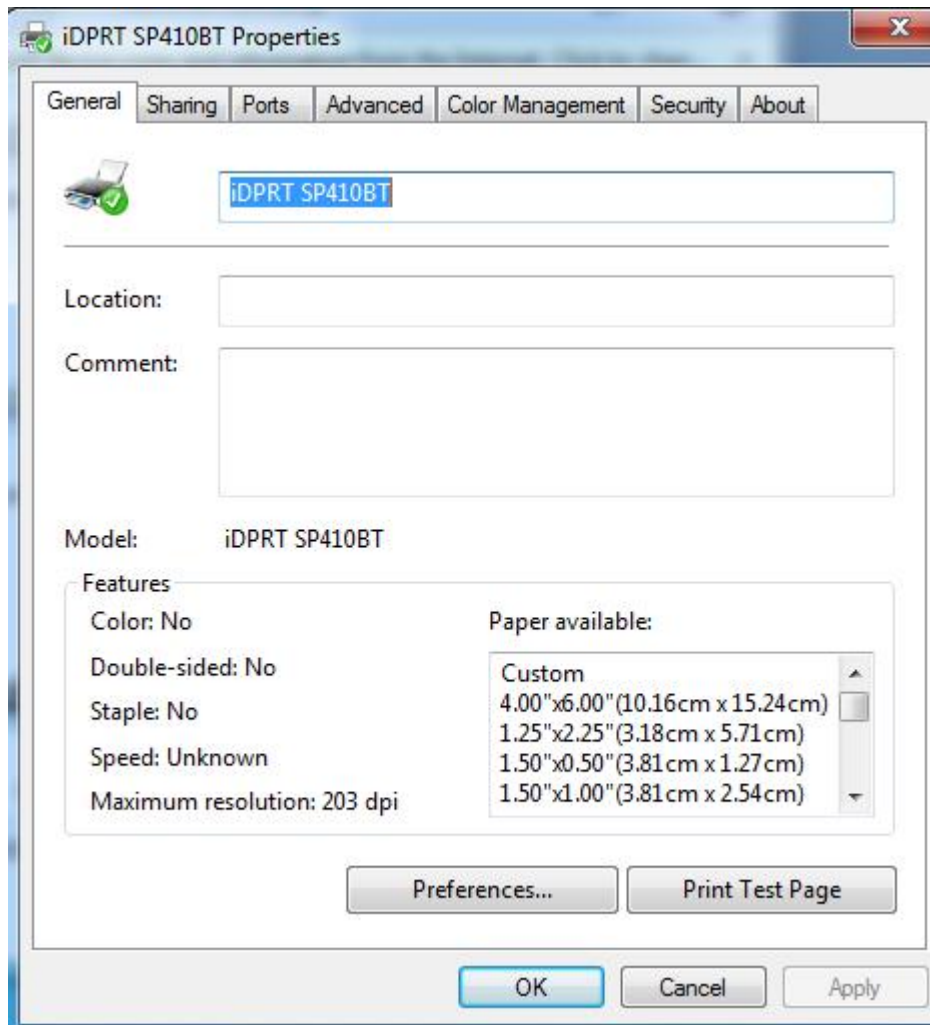 iDPRT SP410BT Properties
General Sharing Ports Advanced Color Management Security About
iDPRT SP410BT
Location:
Comment:
Model: iDPRT SP410BT
Features
Color: No
Double-sided: No
Staple: No
Speed: Unknown
Maximum resolution: 203 dpi
Paper available:
Custom
4.00"x6.00"(10.16cm x 15.24cm)
1.25"x2.25"(3.18cm x 5.71cm)
1.50"x0.50"(3.81cm x 1.27cm)
1.50"x1.00"(3.81cm x 2.54cm)
Preferences... Print Test Page
OK Cancel Apply